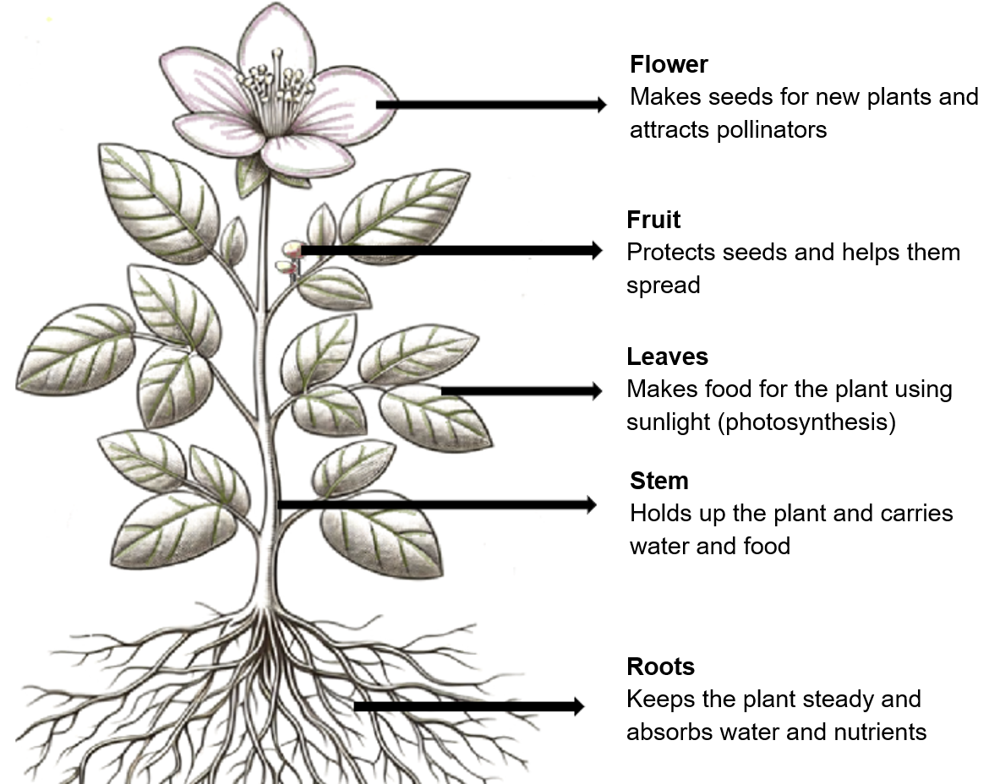 Flower
Makes seeds for new plants and
attracts pollinators
Fruit
Protects seeds and helps them
spread
Leaves
Makes food for the plant using
sunlight (photosynthesis)
Stem
Holds up the plant and carries
water and food
Roots
Keeps the plant steady and
absorbs water and nutrients